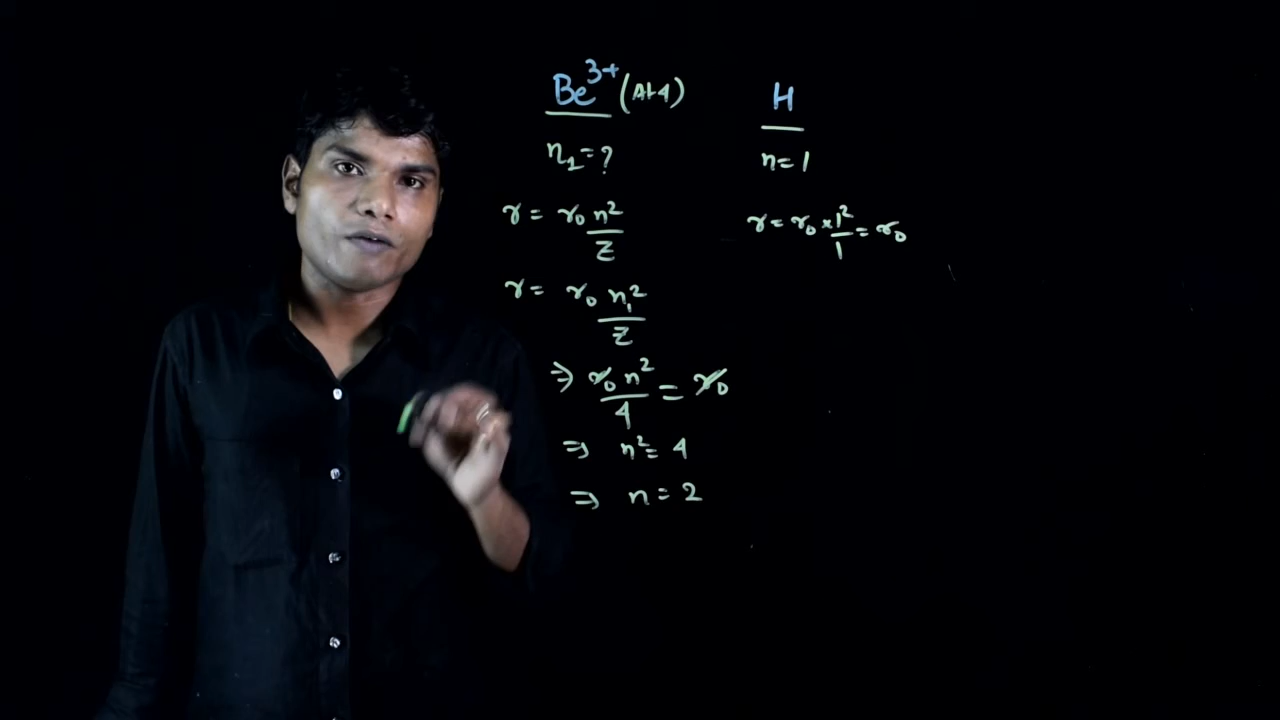 Be³⁺ (At-4)
H
n₁ = ?
n = 1
r = r₀ n²/Z
r = r₀ × 1²/1 = r₀
r = r₀ n₁²/Z
⇒ r₀ n²/4 = r₀
⇒ n² = 4
⇒ n = 2